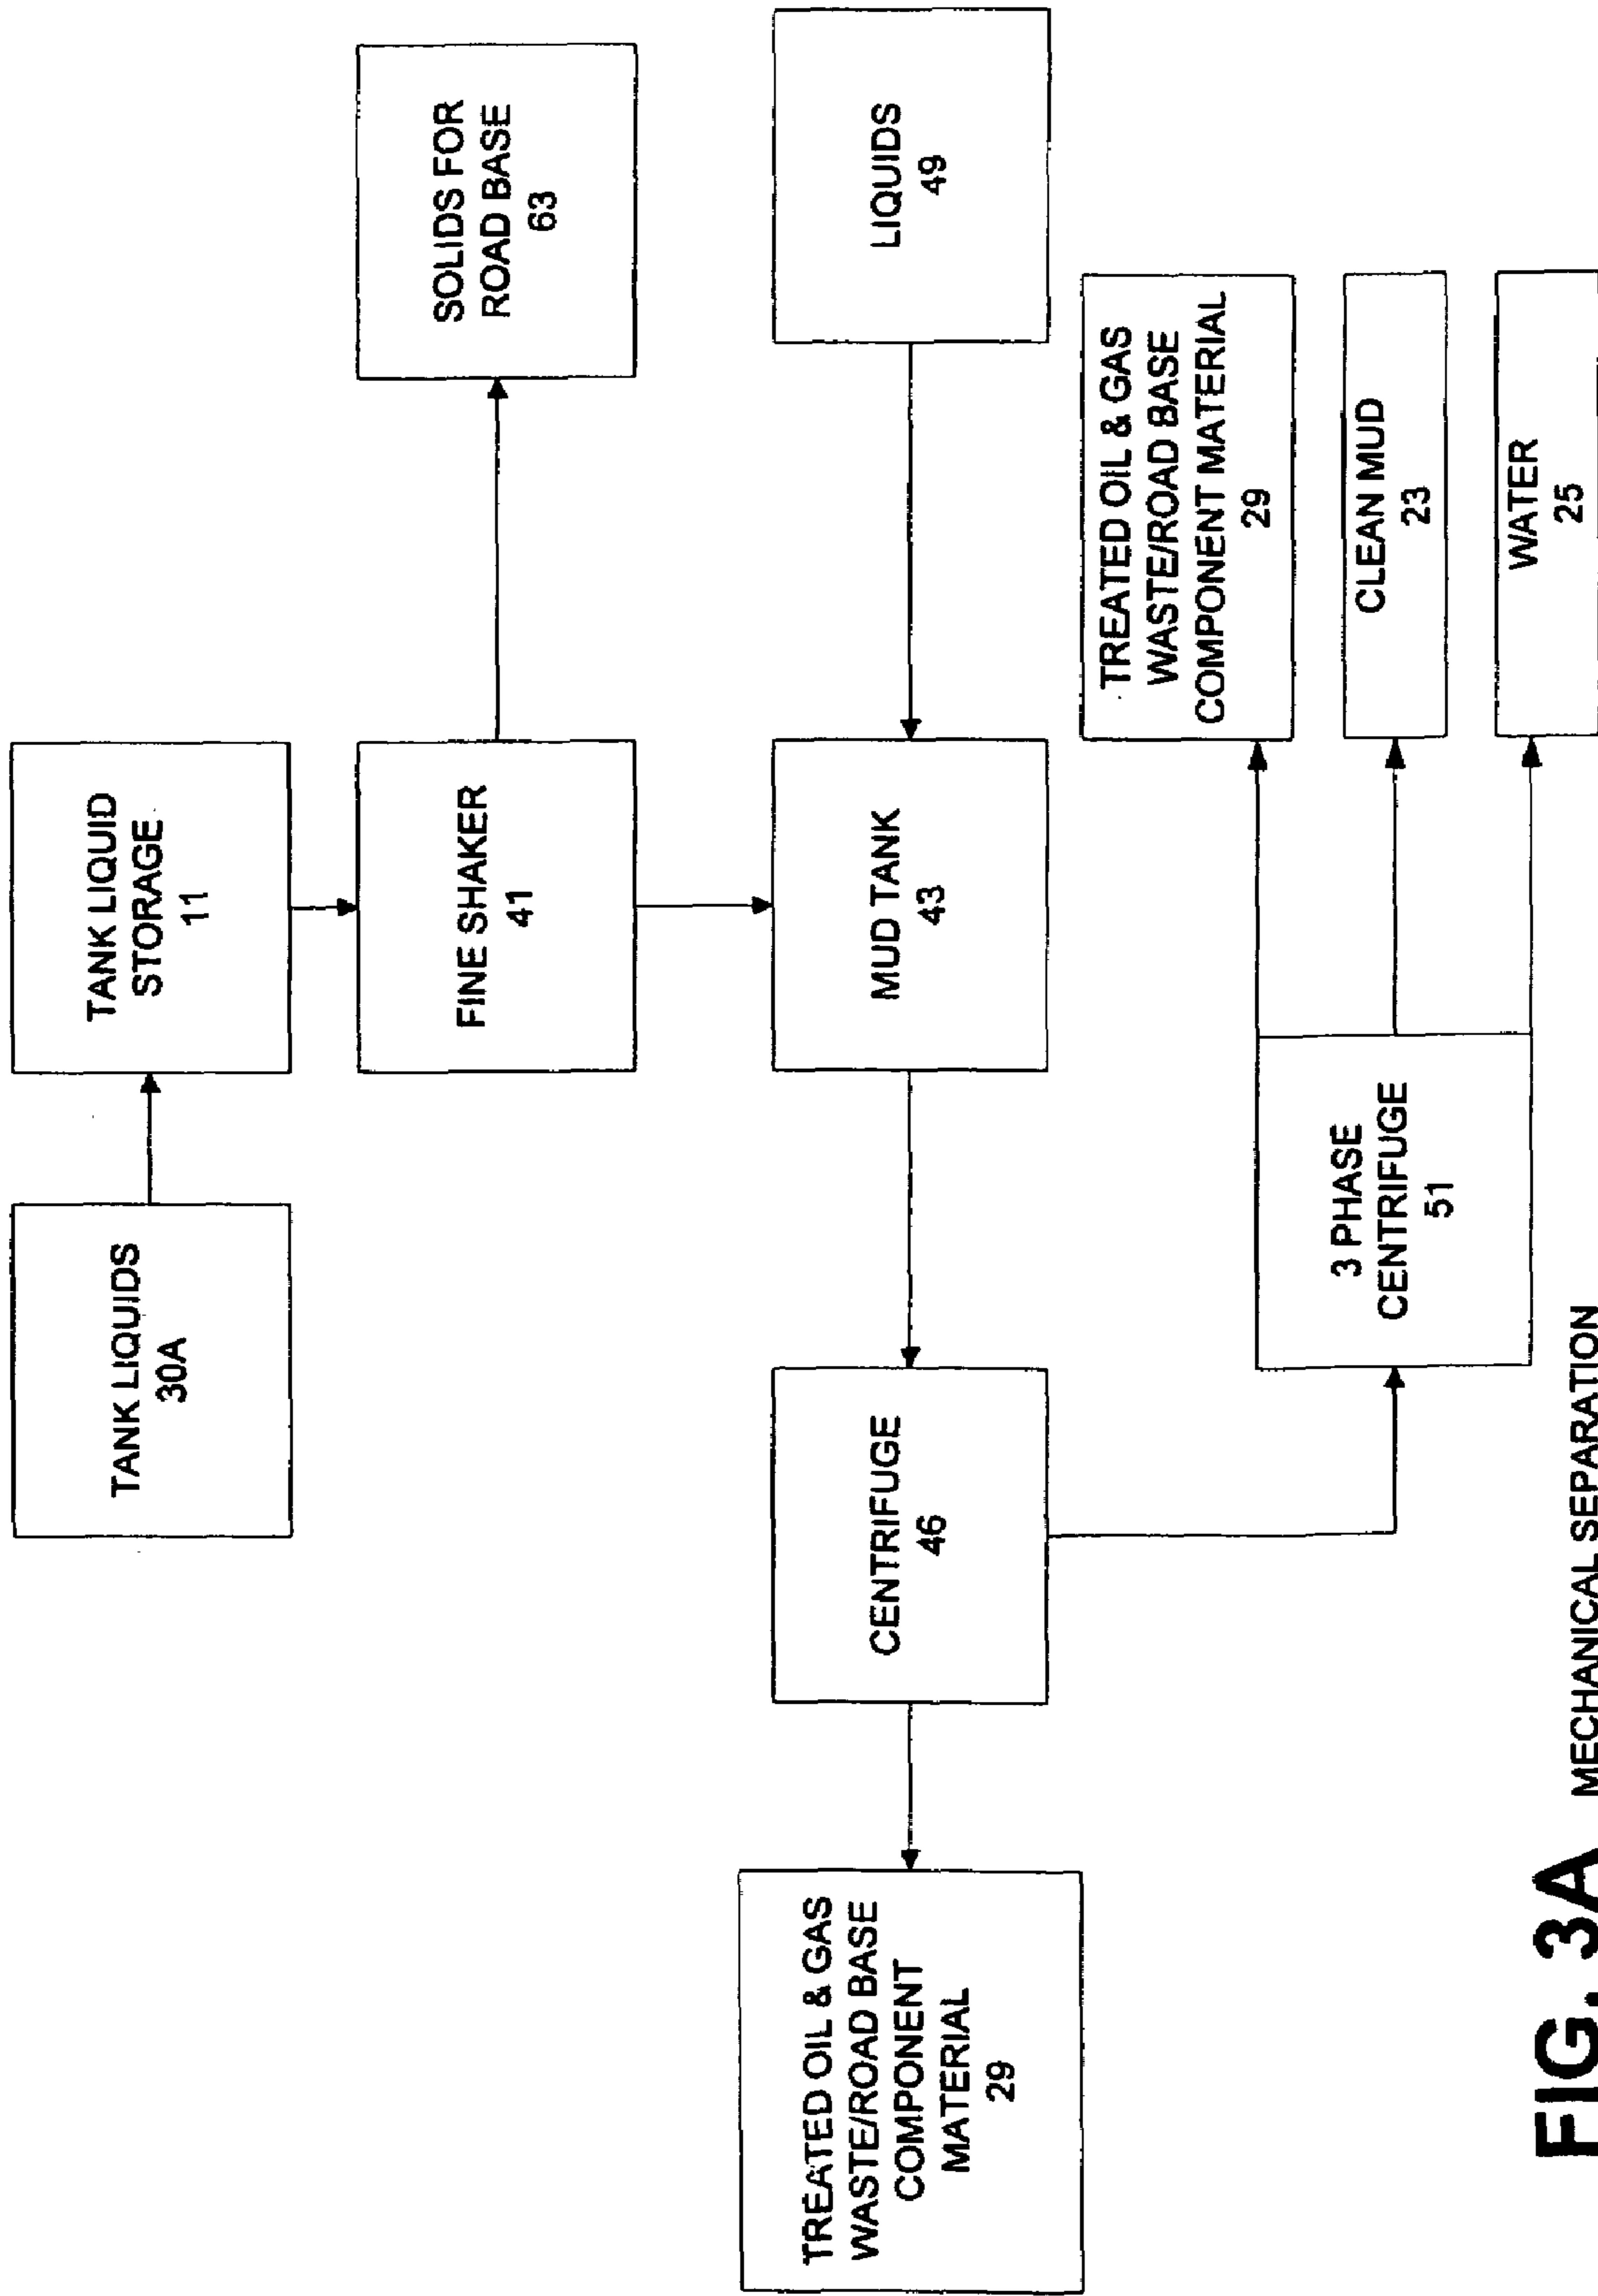 TANK LIQUIDS
30A
TANK LIQUID
STORAGE
11
FINE SHAKER
41
SOLIDS FOR
ROAD BASE
63
TREATED OIL & GAS
WASTE/ROAD BASE
COMPONENT
MATERIAL
29
CENTRIFUGE
46
MUD TANK
43
LIQUIDS
49
3 PHASE
CENTRIFUGE
51
TREATED OIL & GAS
WASTE/ROAD BASE
COMPONENT MATERIAL
29
CLEAN MUD
23
WATER
25
FIG. 3A MECHANICAL SEPARATION